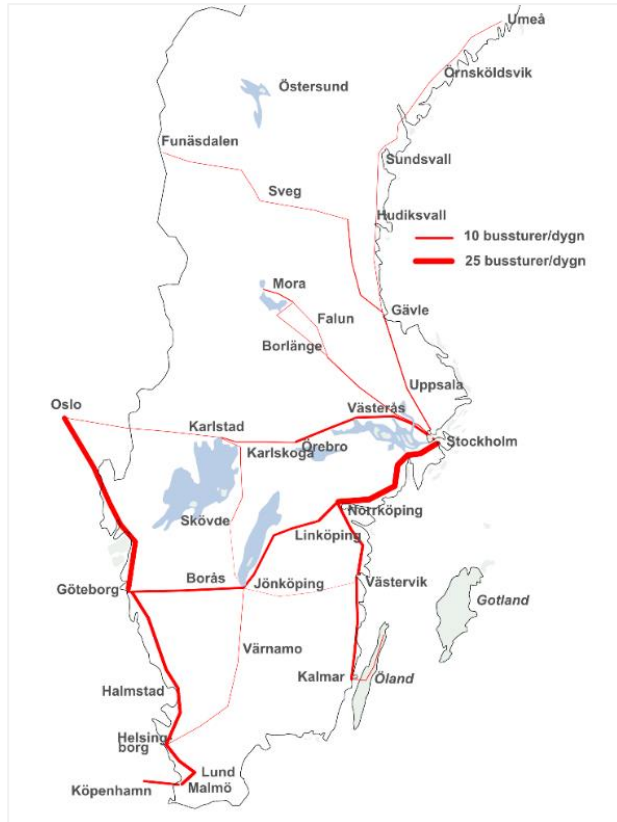 Umeå
Örnsköldsvik
Östersund
Funäsdalen
Sundsvall
Sveg
Hudiksvall
10 bussturer/dygn
25 bussturer/dygn
Mora
Falun
Gävle
Borlänge
Uppsala
Oslo
Västerås
Karlstad
Stockholm
Karlskoga
Örebro
Skövde
Norrköping
Linköping
Borås
Jönköping
Västervik
Göteborg
Gotland
Värnamo
Kalmar
Öland
Halmstad
Helsing-
borg
Lund
Köpenhamn
Malmö